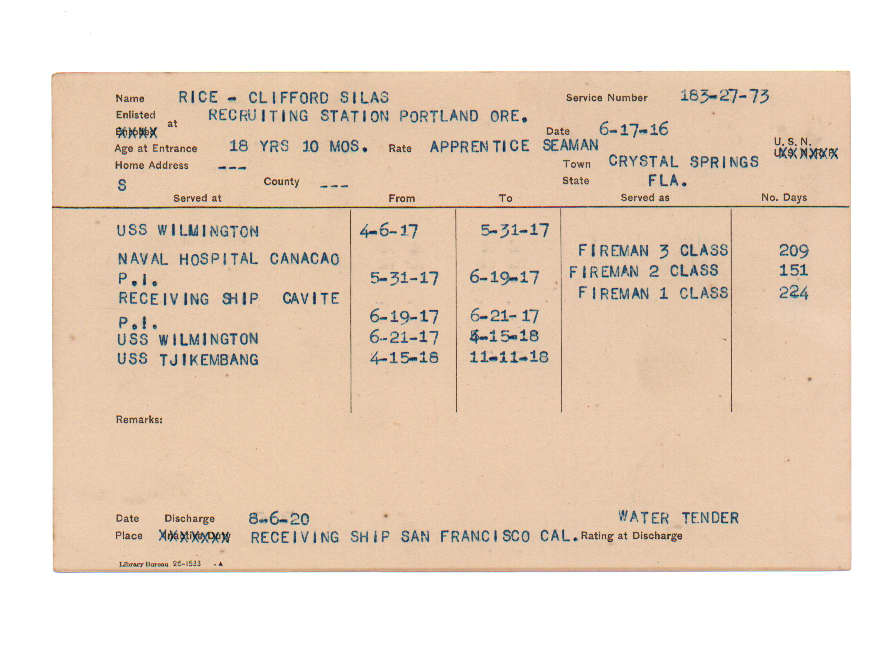 Name RICE - CLIFFORD SILAS Service Number 183-27-73
Enlisted at RECRUITING STATION PORTLAND ORE.
Date 6-17-16
Age at Entrance 18 YRS 10 MOS. Rate APPRENTICE SEAMAN U. S. N.
Home Address --- Town CRYSTAL SPRINGS
S County --- State FLA.
Served at From To Served as No. Days
USS WILMINGTON 4-6-17 5-31-17
FIREMAN 3 CLASS 209
NAVAL HOSPITAL CANACAO
P.I. 5-31-17 6-19-17 FIREMAN 2 CLASS 151
RECEIVING SHIP CAVITE FIREMAN 1 CLASS 224
P.I. 6-19-17 6-21-17
USS WILMINGTON 6-21-17 4-15-18
USS TJIKEMBANG 4-15-18 11-11-18
Remarks:
Date Discharge 8-6-20 WATER TENDER
Place RECEIVING SHIP SAN FRANCISCO CAL. Rating at Discharge
Library Bureau 26-1533 - A